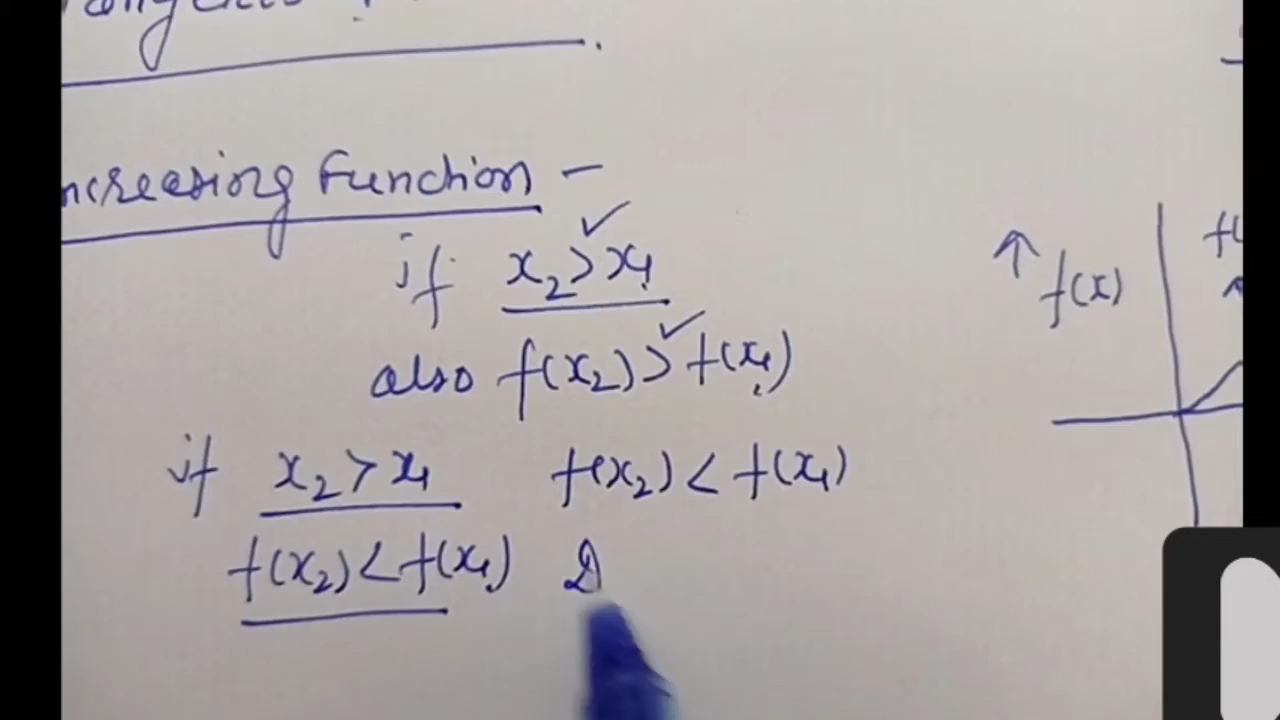 ncreasing Function –
if x₂ > x₁
also f(x₂) > f(x₁)
if x₂ > x₁ f(x₂) < f(x₁)
f(x₂) < f(x₁) D
↑ f(x)